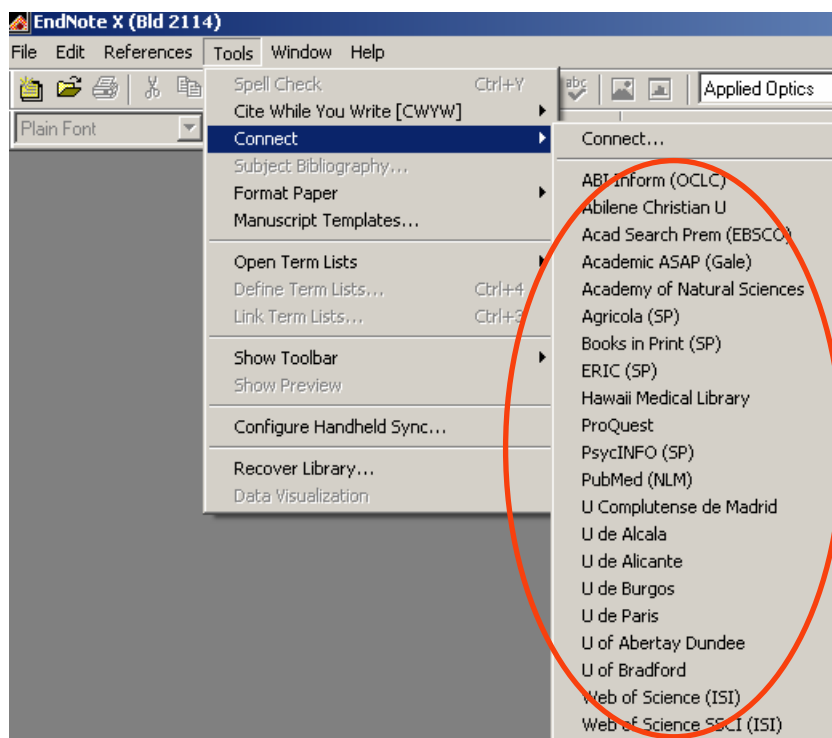 EndNote X (Bld 2114)
File Edit References Tools Window Help
Applied Optics
Plain Font
Spell Check Ctrl+Y
Cite While You Write [CWYW]
Connect
Subject Bibliography...
Format Paper
Manuscript Templates...
Open Term Lists
Define Term Lists... Ctrl+4
Link Term Lists... Ctrl+3
Show Toolbar
Show Preview
Configure Handheld Sync...
Recover Library...
Data Visualization
Connect...
ABI-Inform (OCLC)
Abilene Christian U
Acad Search Prem (EBSCO)
Academic ASAP (Gale)
Academy of Natural Sciences
Agricola (SP)
Books in Print (SP)
ERIC (SP)
Hawaii Medical Library
ProQuest
PsycINFO (SP)
PubMed (NLM)
U Complutense de Madrid
U de Alcala
U de Alicante
U de Burgos
U de Paris
U of Abertay Dundee
U of Bradford
Web of Science (ISI)
Web of Science SSCI (ISI)